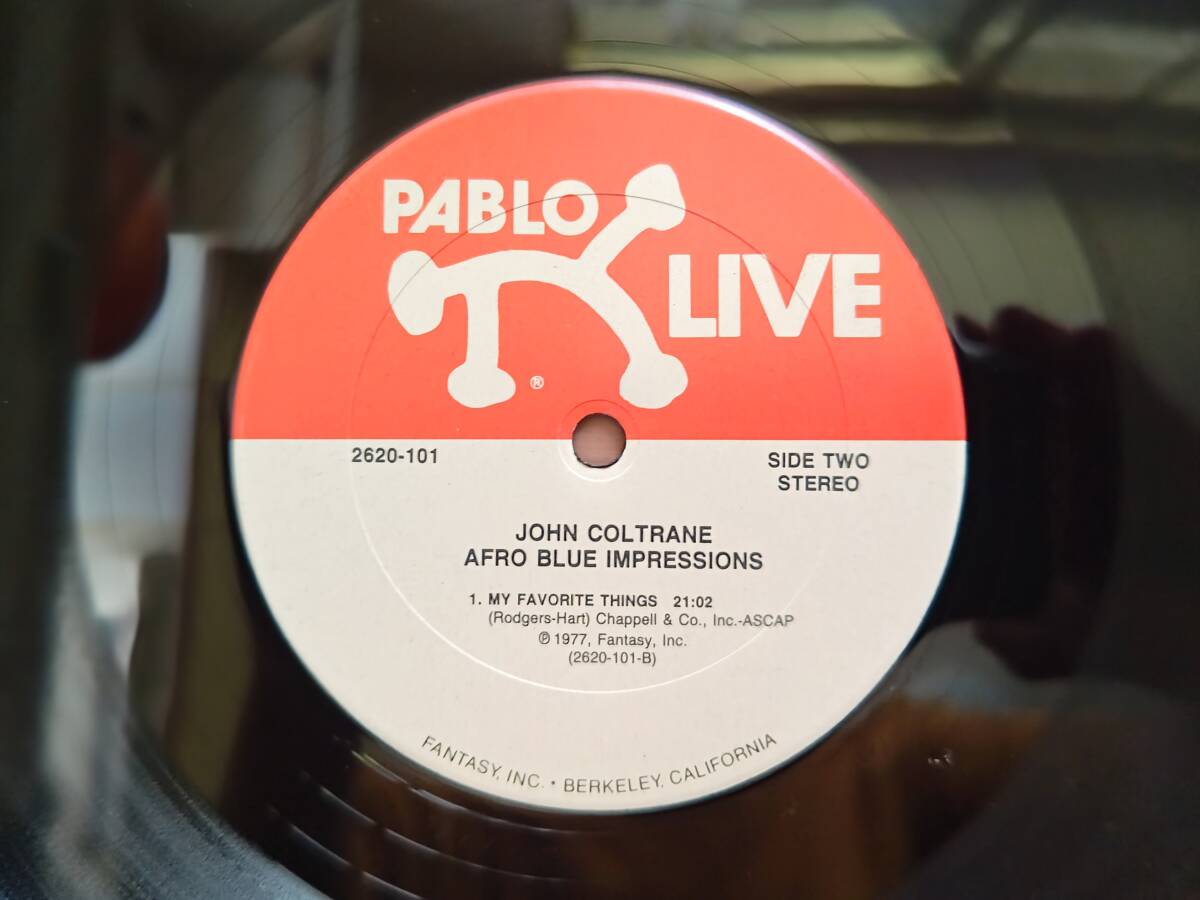 PABLO
LIVE
®
2620-101
SIDE TWO
STEREO
JOHN COLTRANE
AFRO BLUE IMPRESSIONS
1. MY FAVORITE THINGS 21:02
(Rodgers-Hart) Chappell & Co., Inc.-ASCAP
℗ 1977, Fantasy, Inc.
(2620-101-B)
FANTASY, INC. • BERKELEY, CALIFORNIA